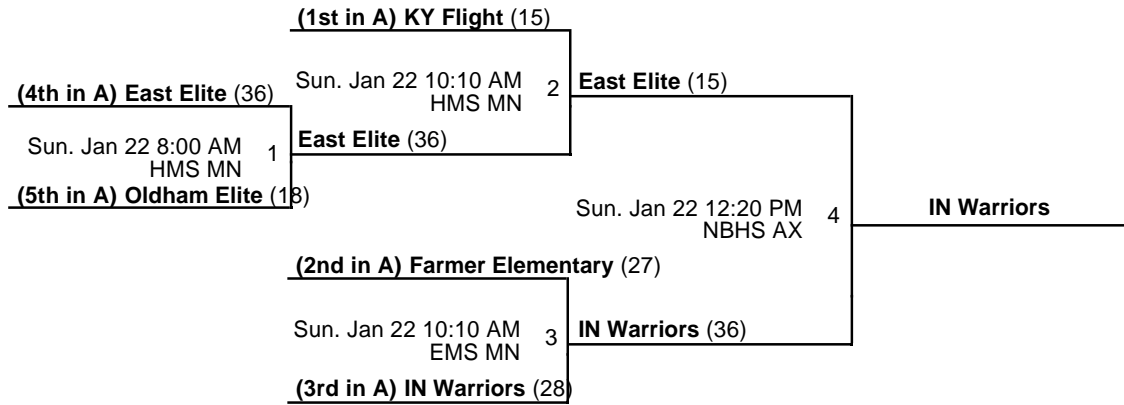 (1st in A) KY Flight (15)
Sun. Jan 22 10:10 AM
HMS MN
2
East Elite (15)
(4th in A) East Elite (36)
Sun. Jan 22 8:00 AM
HMS MN
1
East Elite (36)
(5th in A) Oldham Elite (18)
Sun. Jan 22 12:20 PM
NBHS AX
4
IN Warriors
(2nd in A) Farmer Elementary (27)
Sun. Jan 22 10:10 AM
EMS MN
3
IN Warriors (36)
(3rd in A) IN Warriors (28)